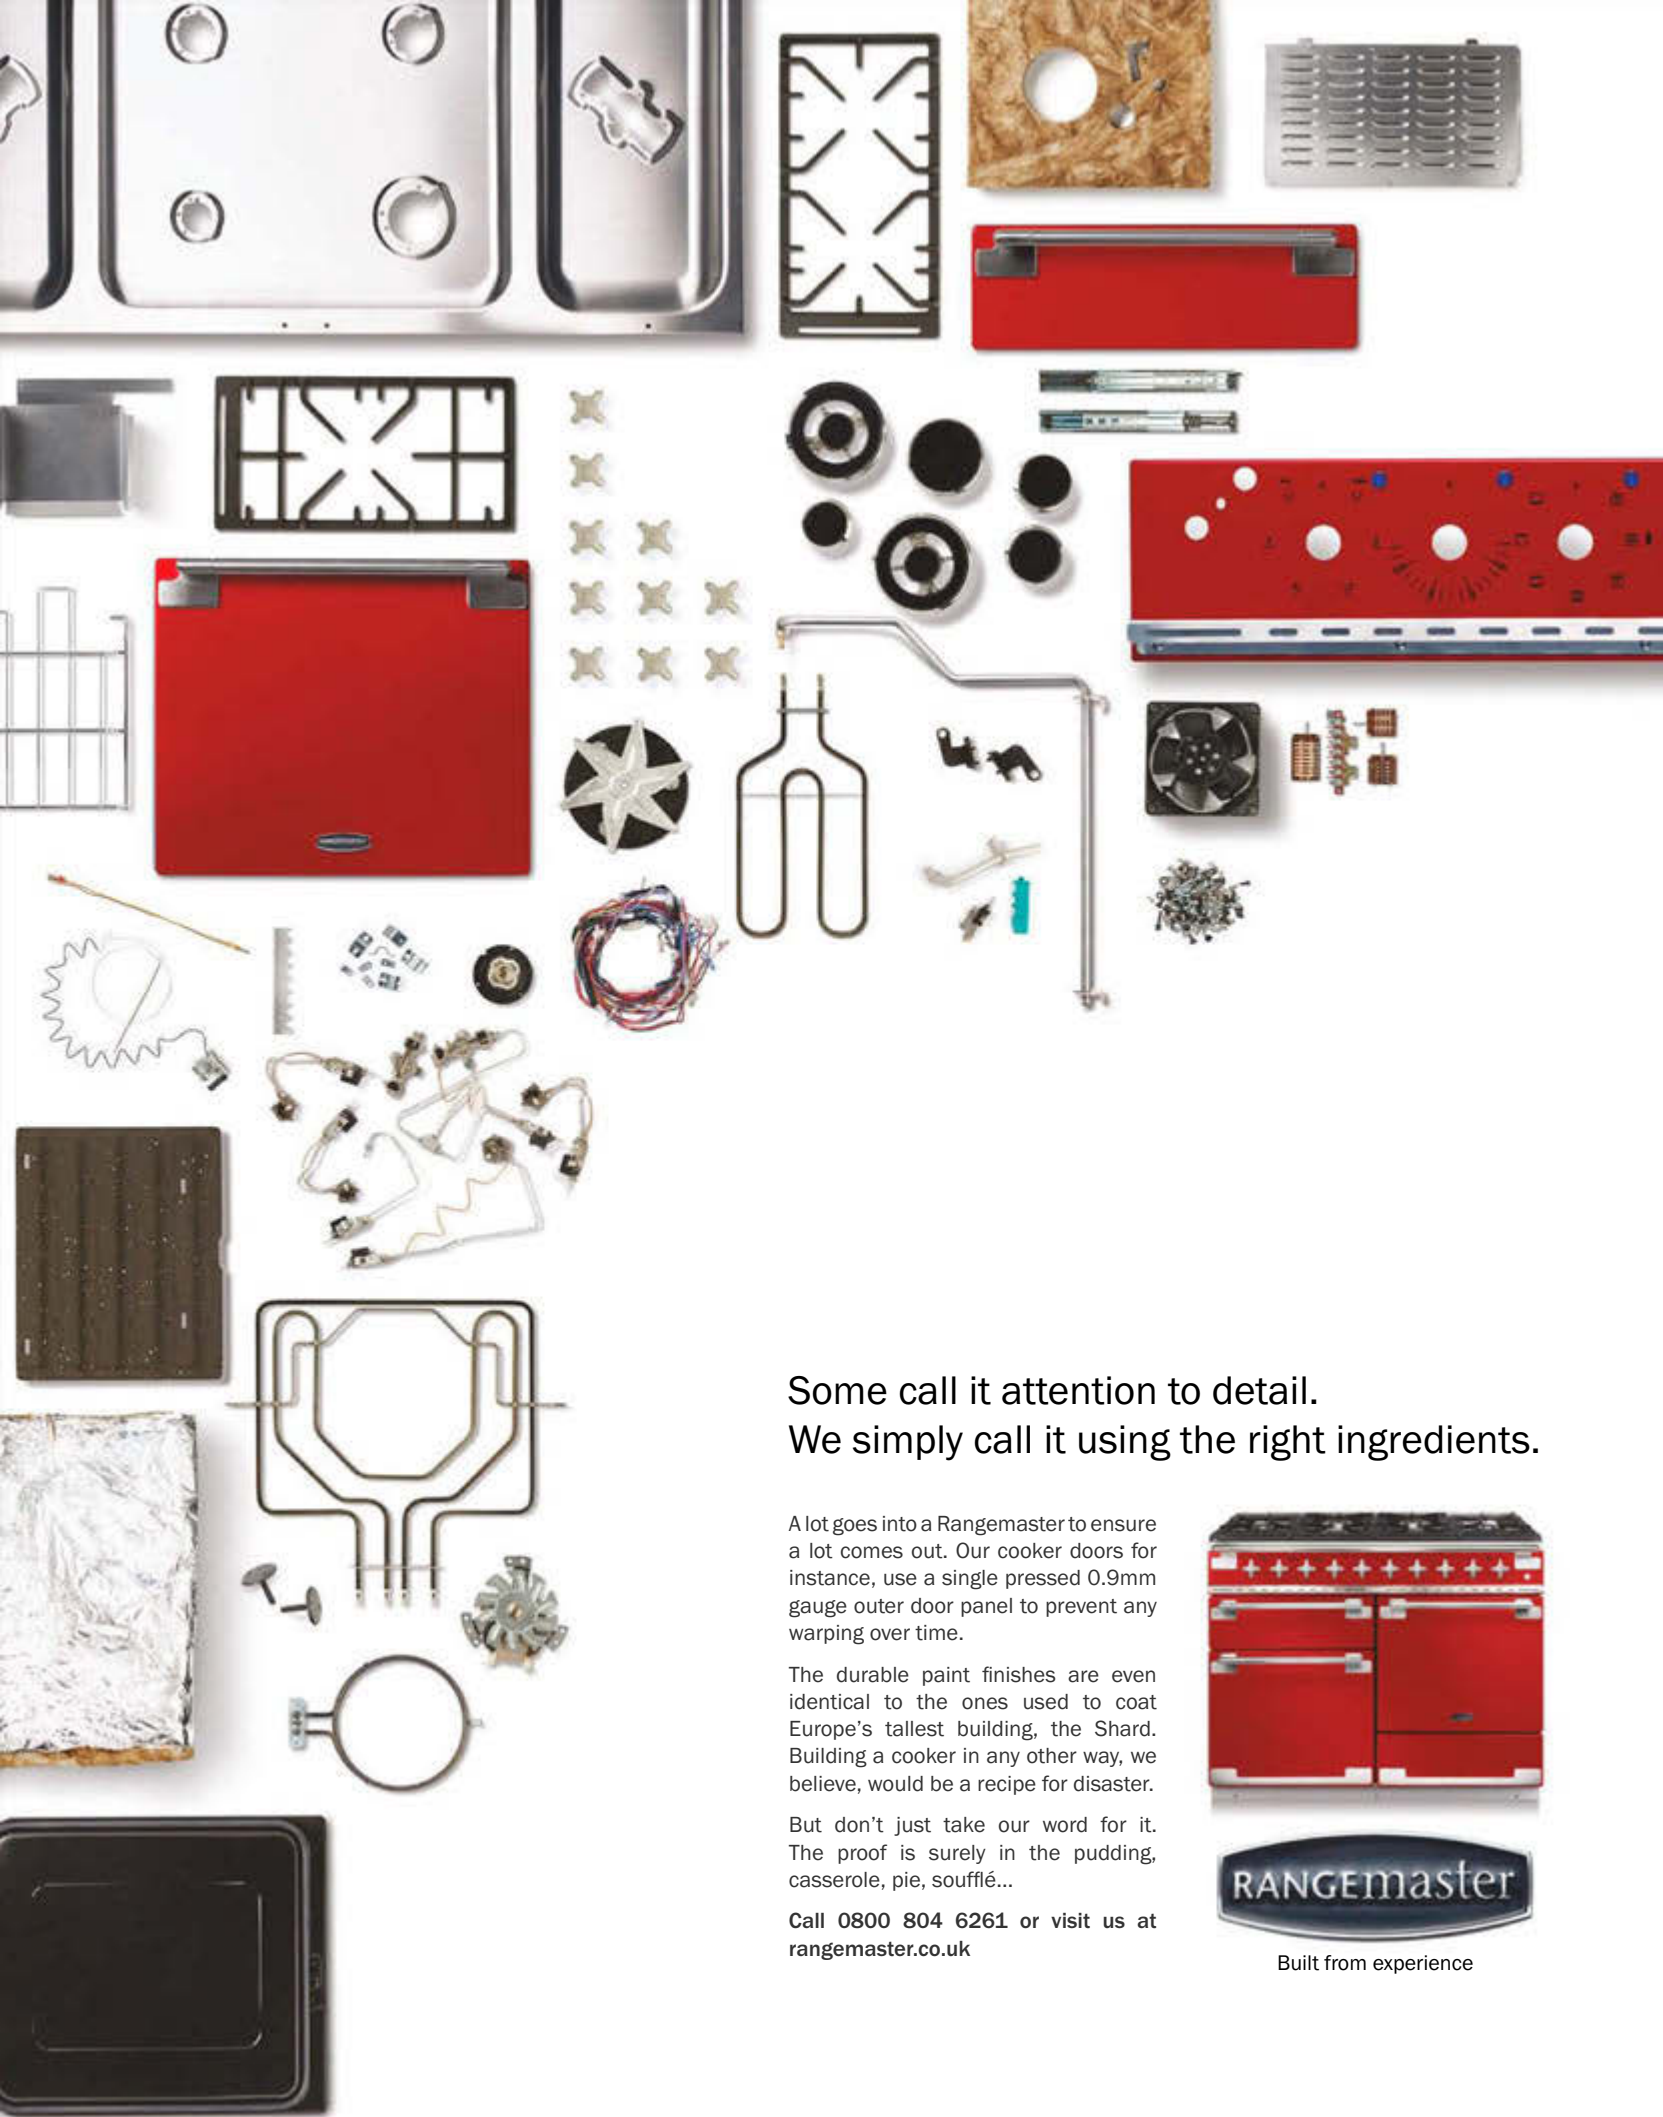 Some call it attention to detail.
We simply call it using the right ingredients.
A lot goes into a Rangemaster to ensure
a lot comes out. Our cooker doors for
instance, use a single pressed 0.9mm
gauge outer door panel to prevent any
warping over time.
The durable paint finishes are even
identical to the ones used to coat
Europe's tallest building, the Shard.
Building a cooker in any other way, we
believe, would be a recipe for disaster.
But don't just take our word for it.
The proof is surely in the pudding,
casserole, pie, soufflé...
Call 0800 804 6261 or visit us at
rangemaster.co.uk
RANGEmaster
Built from experience